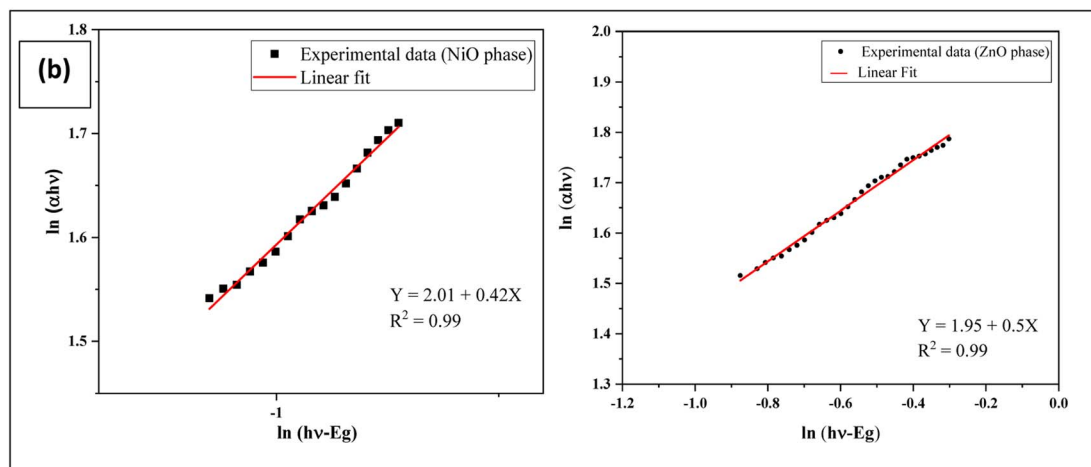 (b)
1.8
1.7
1.6
1.5
ln (αhν)
Experimental data (NiO phase)
Linear fit
Y = 2.01 + 0.42X
R² = 0.99
-1
ln (hν-Eg)
2.0
1.9
1.8
1.7
1.6
1.5
1.4
1.3
ln (αhν)
Experimental data (ZnO phase)
Linear Fit
Y = 1.95 + 0.5X
R² = 0.99
-1.2 -1.0 -0.8 -0.6 -0.4 -0.2 0.0
ln (hν-Eg)